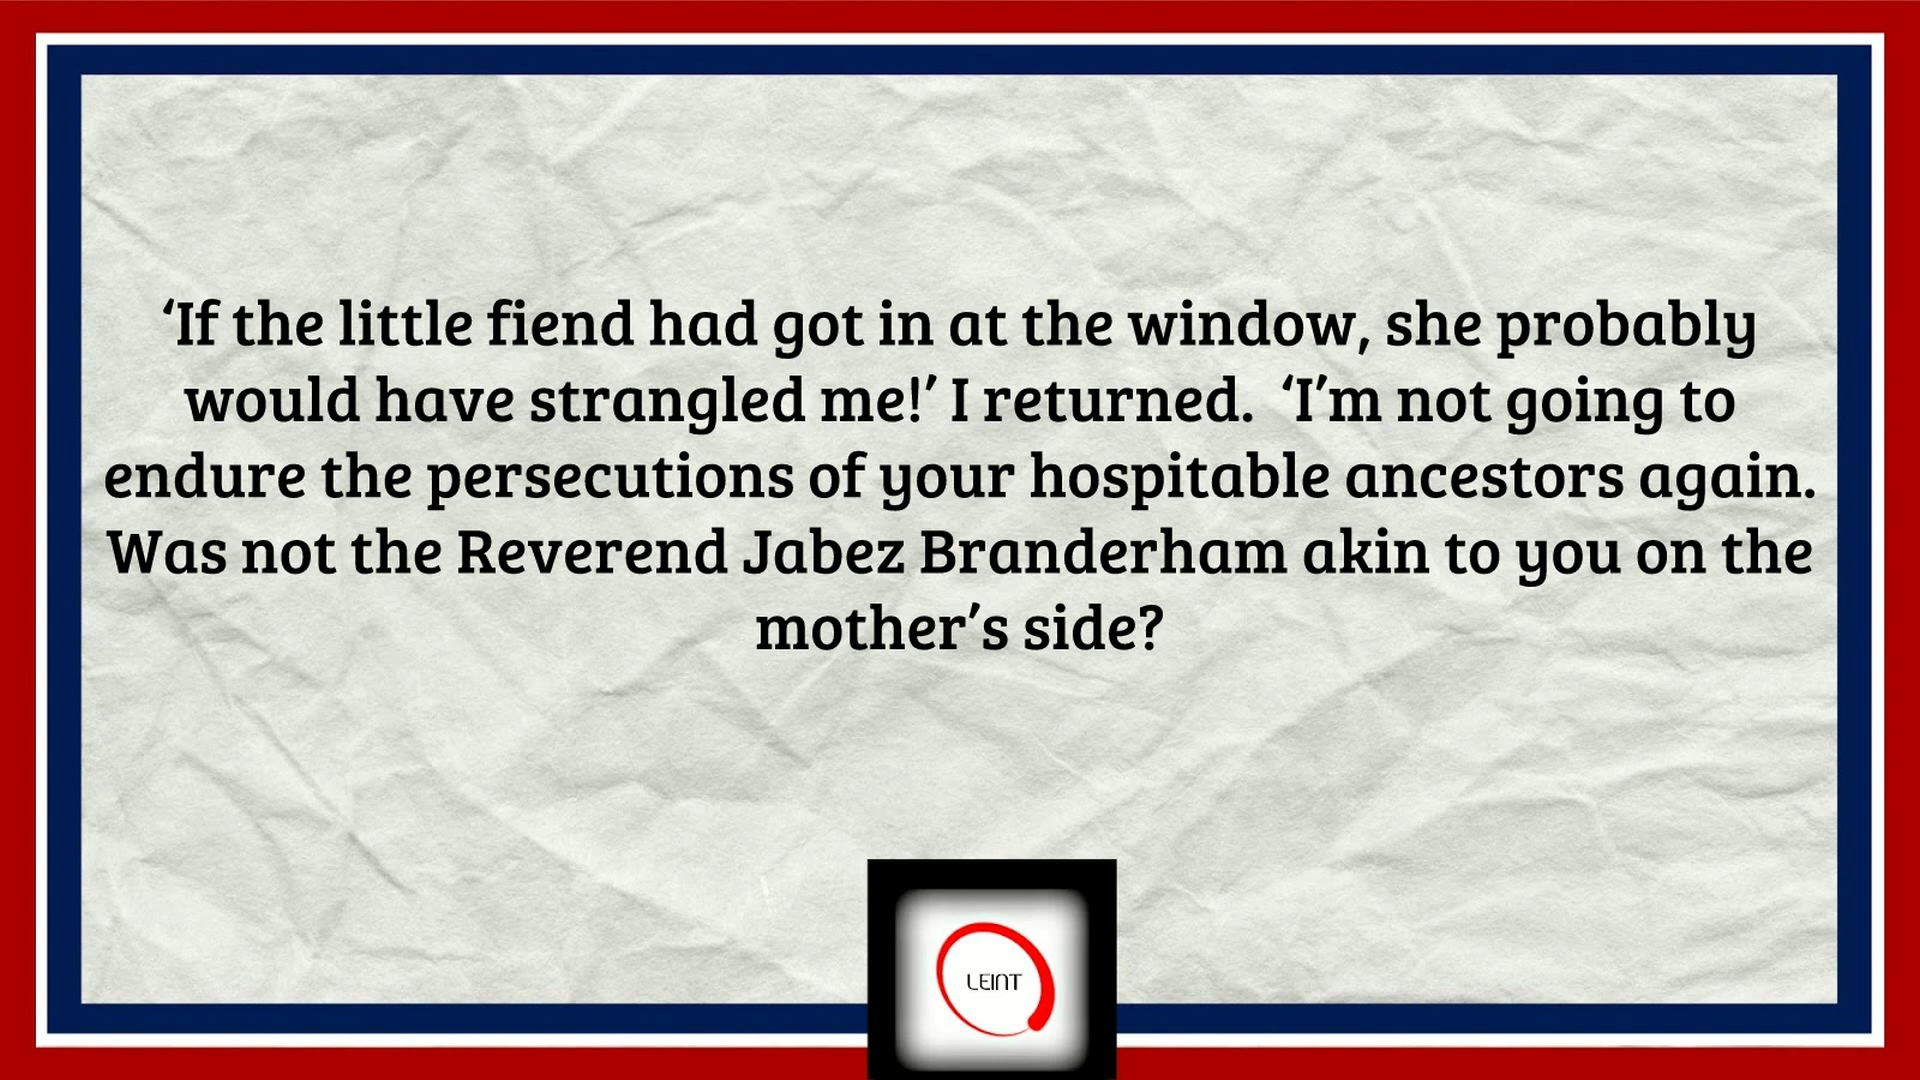 ‘If the little fiend had got in at the window, she probably
would have strangled me!’ I returned.  ‘I’m not going to
endure the persecutions of your hospitable ancestors again.
Was not the Reverend Jabez Branderham akin to you on the
mother’s side?
LEINT